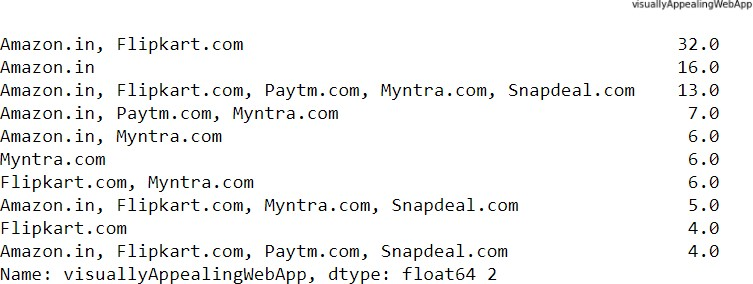 visuallyAppealingWebApp
Amazon.in, Flipkart.com 32.0
Amazon.in 16.0
Amazon.in, Flipkart.com, Paytm.com, Myntra.com, Snapdeal.com 13.0
Amazon.in, Paytm.com, Myntra.com 7.0
Amazon.in, Myntra.com 6.0
Myntra.com 6.0
Flipkart.com, Myntra.com 6.0
Amazon.in, Flipkart.com, Myntra.com, Snapdeal.com 5.0
Flipkart.com 4.0
Amazon.in, Flipkart.com, Paytm.com, Snapdeal.com 4.0
Name: visuallyAppealingWebApp, dtype: float64 2